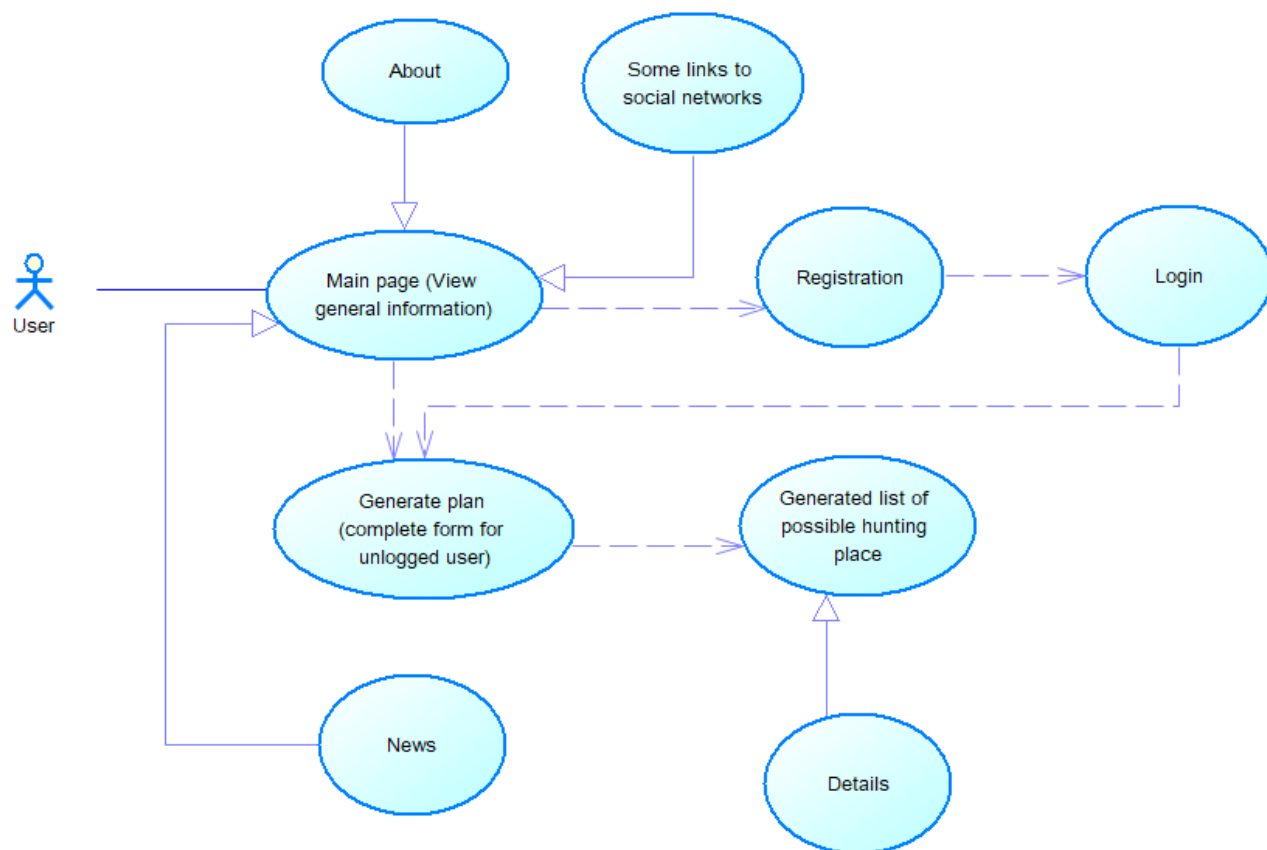 About
Some links to
social networks
Main page (View
general information)
Registration
Login
User
Generate plan
(complete form for
unlogged user)
Generated list of
possible hunting
place
News
Details